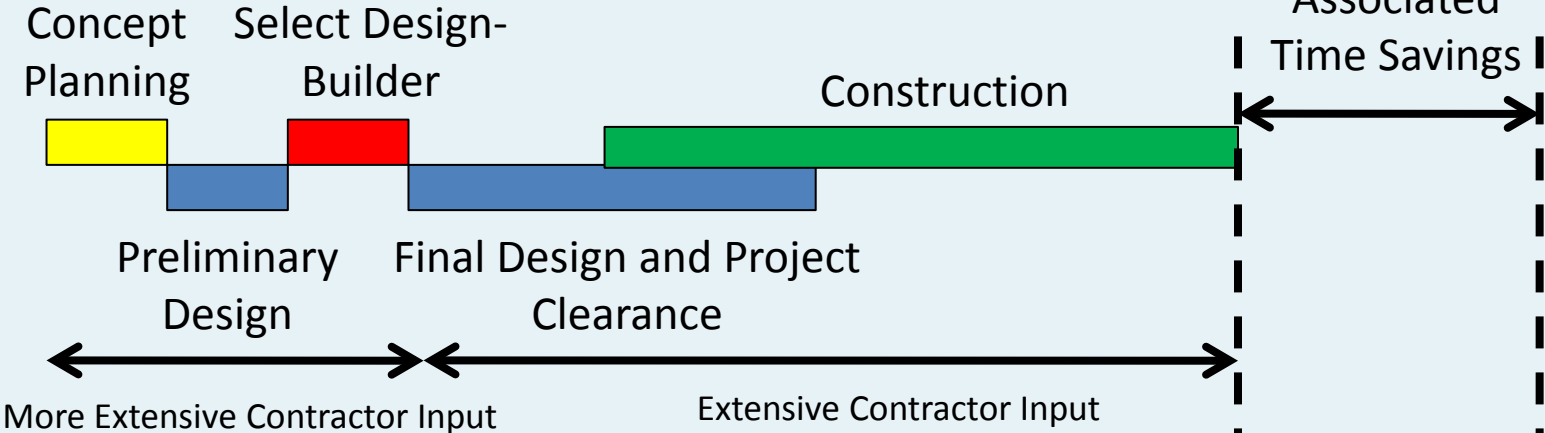 Concept
Planning
Select Design-
Builder
Construction
Associated
Time Savings
Preliminary
Design
Final Design and Project
Clearance
More Extensive Contractor Input
Extensive Contractor Input